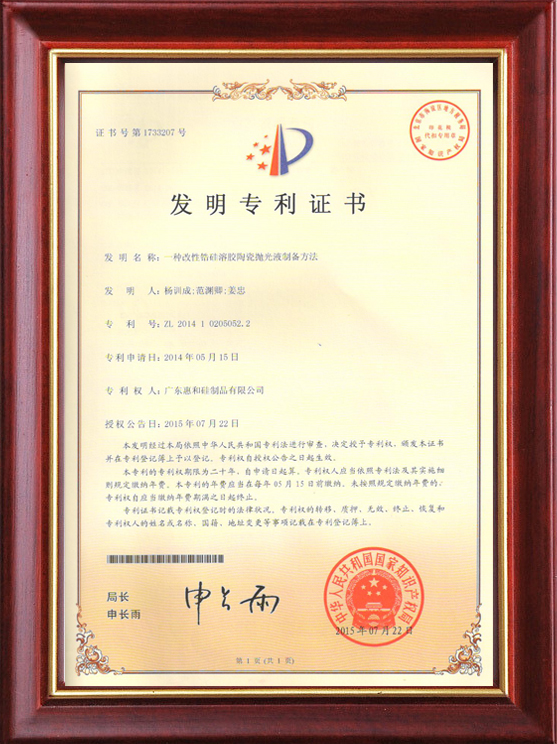 证书号第1733207号
发明专利证书
发明名称：一种改性锆硅溶胶陶瓷抛光液制备方法
发明人：杨训成;范渊卿;姜忠
专利号：ZL 2014 1 0205052.2
专利申请日：2014年05月15日
专利权人：广东惠和硅制品有限公司
授权公告日：2015年07月22日
本发明经过本局依照中华人民共和国专利法进行审查，决定授予专利权，颁发本证书
并在专利登记簿上予以登记。专利权自授权公告之日起生效。
本专利的专利权期限为二十年，自申请日起算。专利权人应当依照专利法及其实施细
则规定缴纳年费。本专利的年费应当在每年05月15日前缴纳。未按照规定缴纳年费的，
专利权自应当缴纳年费期满之日起终止。
专利证书记载专利权登记时的法律状况。专利权的转移、质押、无效、终止、恢复和
专利权人的姓名或名称、国籍、地址变更等事项记载在专利登记簿上。
局长
申长雨
申长雨
中华人民共和国国家知识产权局
2015年07月22日
第1页(共1页)